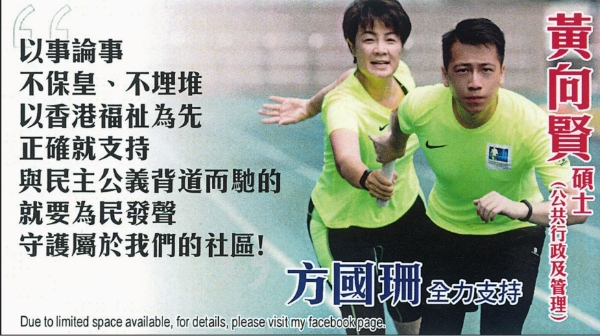 “
以事論事
不保皇、不埋堆
以香港福祉為先
正確就支持
與民主公義背道而馳的
就要為民發聲
守護屬於我們的社區!
黃向賢碩士
(公共行政及管理)
方國珊全力支持
Due to limited space available, for details, please visit my facebook page.